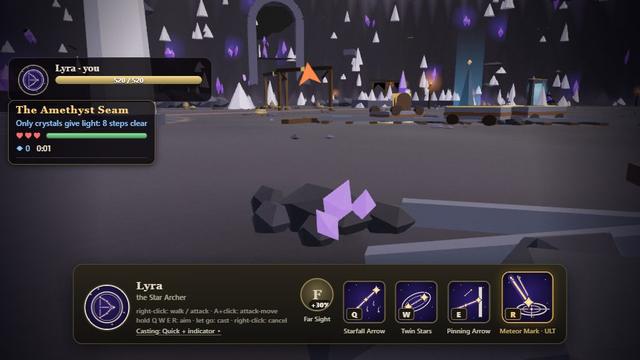 Lyra · you
520 / 520
The Amethyst Seam
Only crystals give light: 8 steps clear
0 0:01
Lyra
the Star Archer
right-click: walk / attack · A+click: attack-move
hold Q W E R: aim · let go: cast · right-click: cancel
Casting: Quick + indicator
F
+30%
Far Sight
Q
Starfall Arrow
W
Twin Stars
E
Pinning Arrow
R
Meteor Mark · ULT